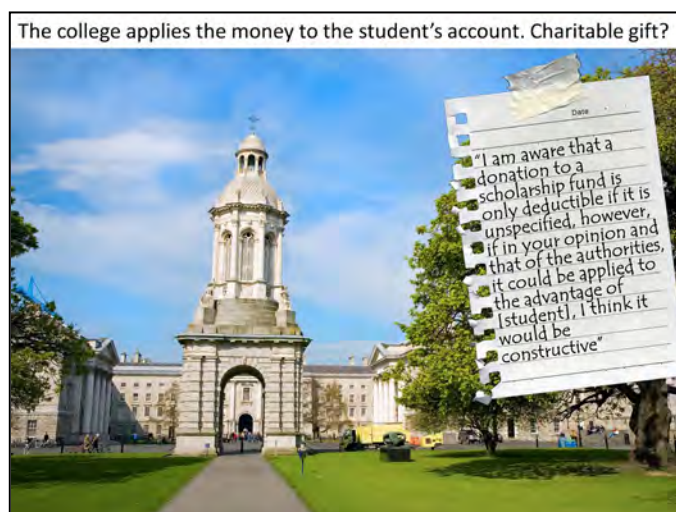 The college applies the money to the student’s account. Charitable gift?
Date
“I am aware that a
donation to a
scholarship fund is
only deductible if it is
unspecified, however,
if in your opinion and
that of the authorities,
it could be applied to
the advantage of
[student], I think it
would be
constructive”